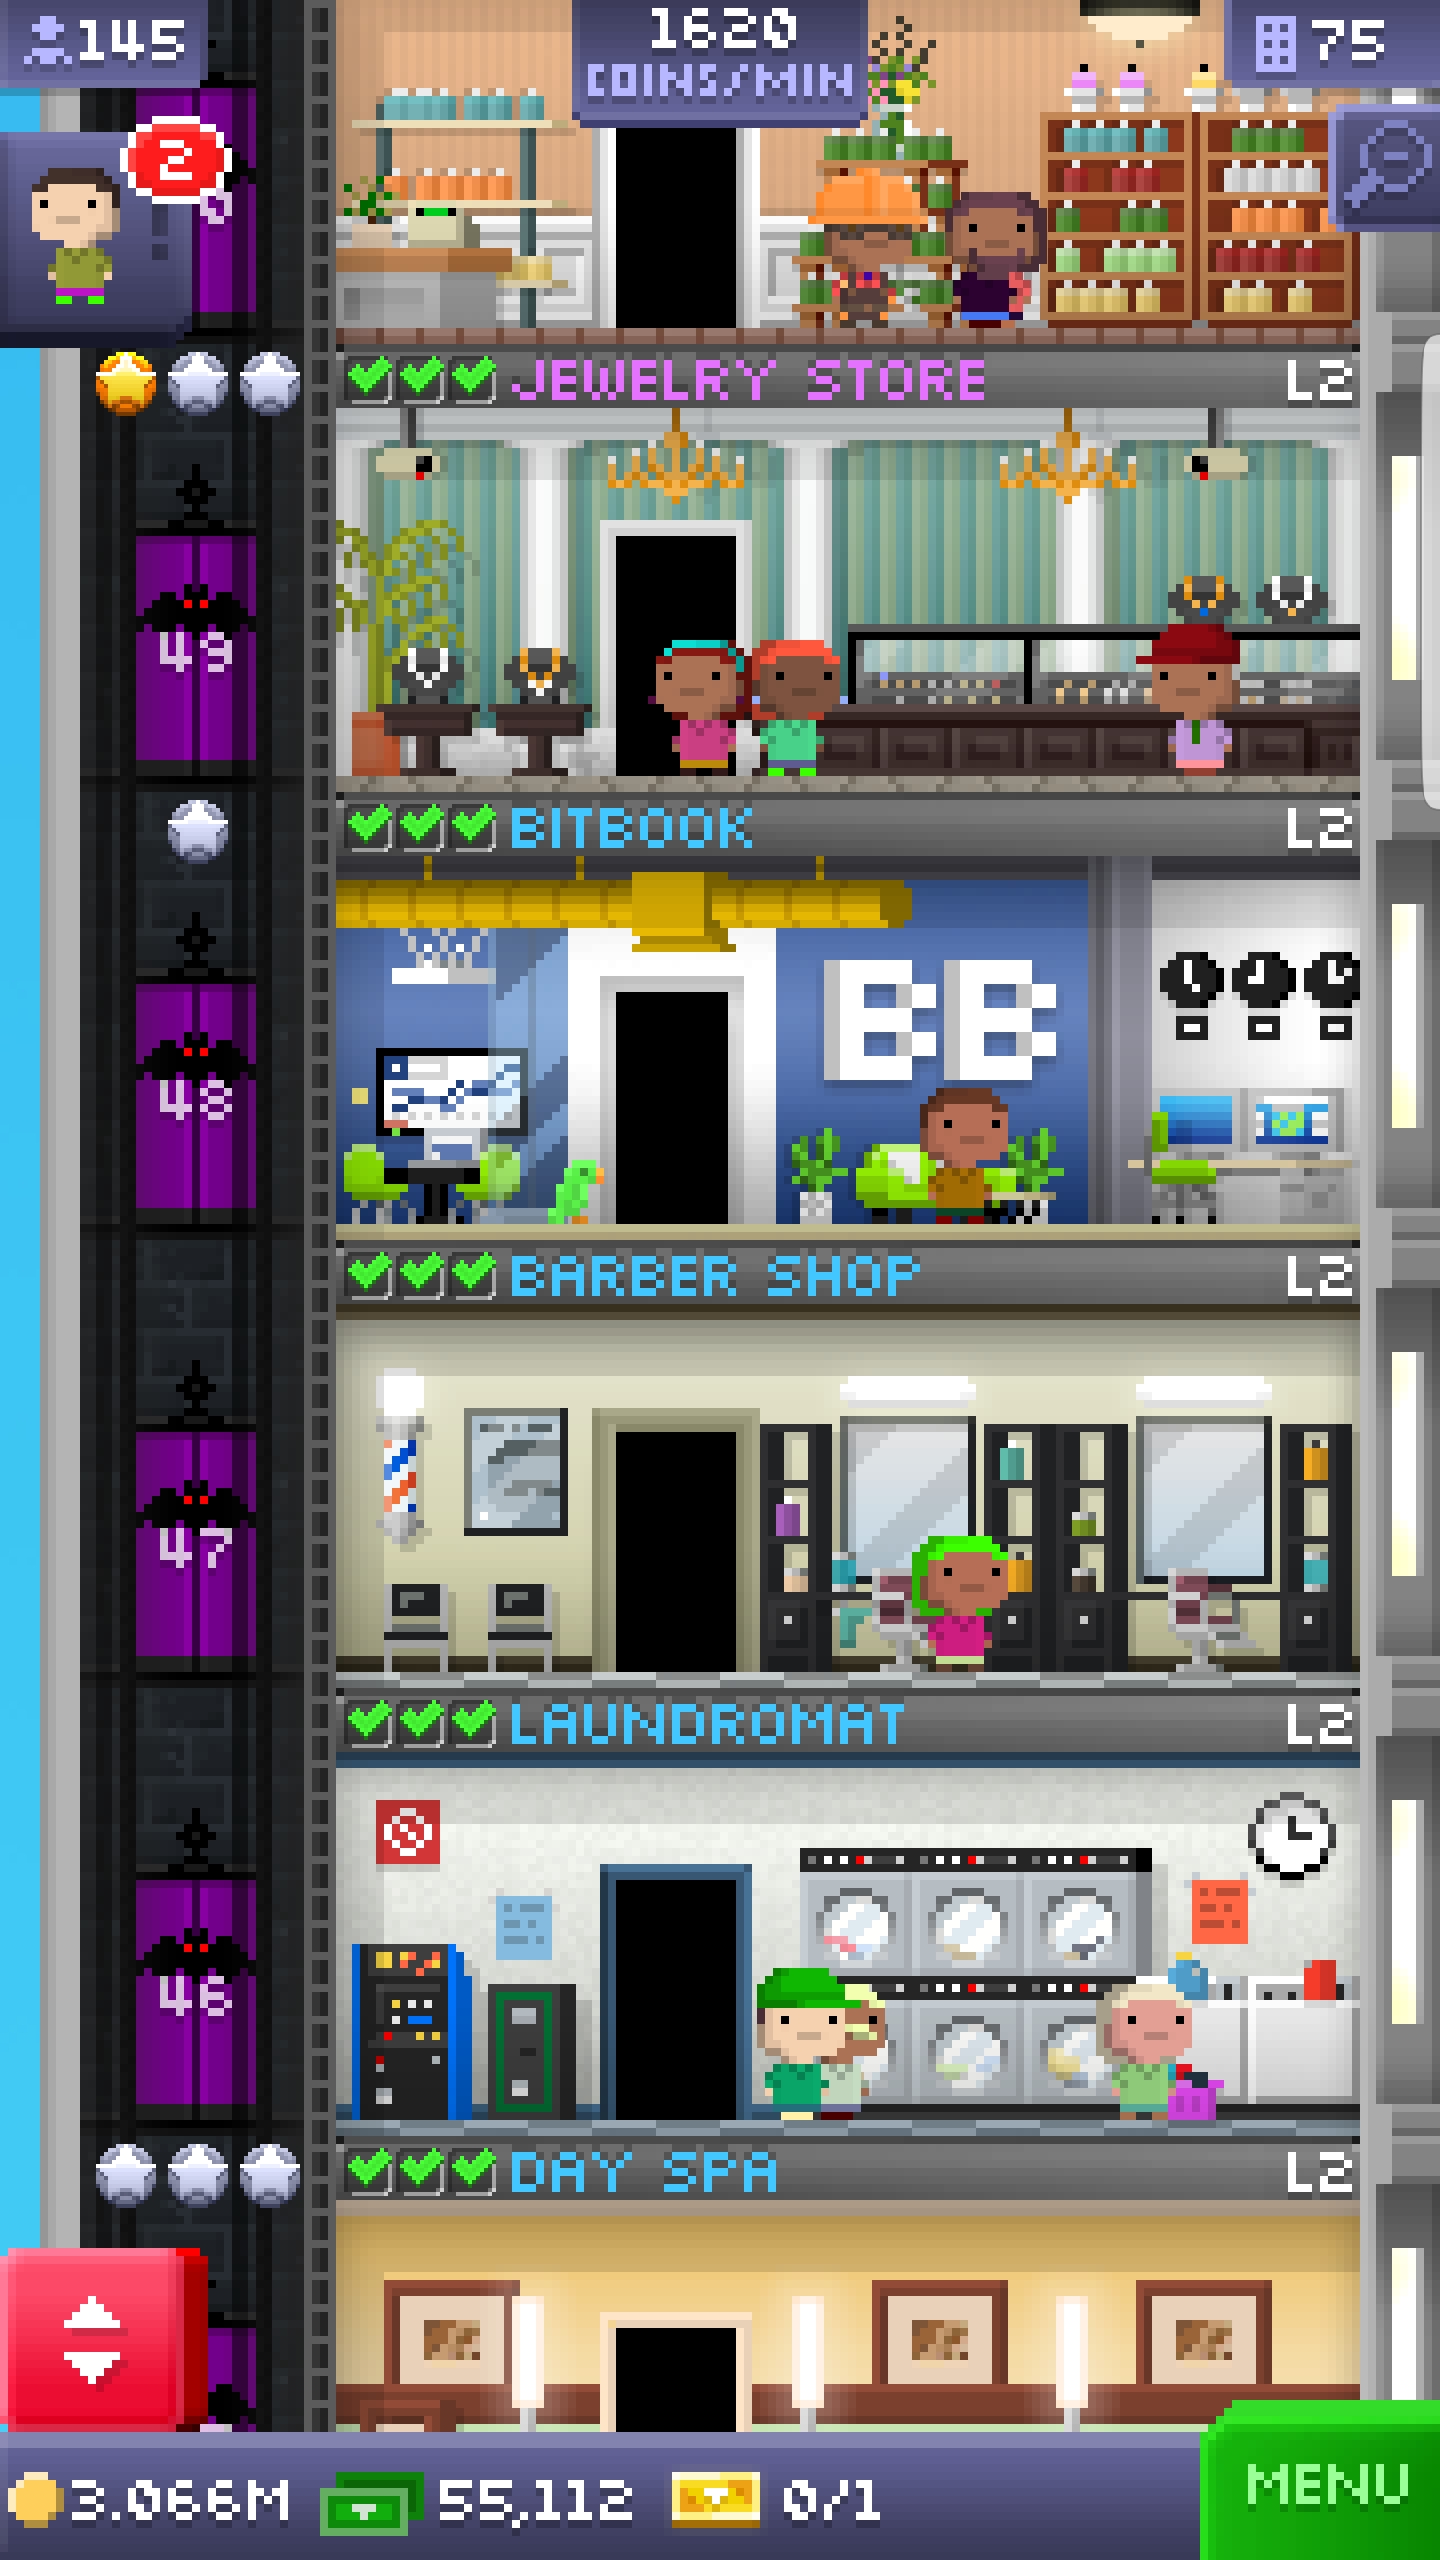 145
1620
COINS/MIN
75
2
JEWELRY STORE L2
49
BITBOOK L2
BB
48
BARBER SHOP L2
47
LAUNDROMAT L2
46
DAY SPA L2
3.066M 55,112 0/1
MENU